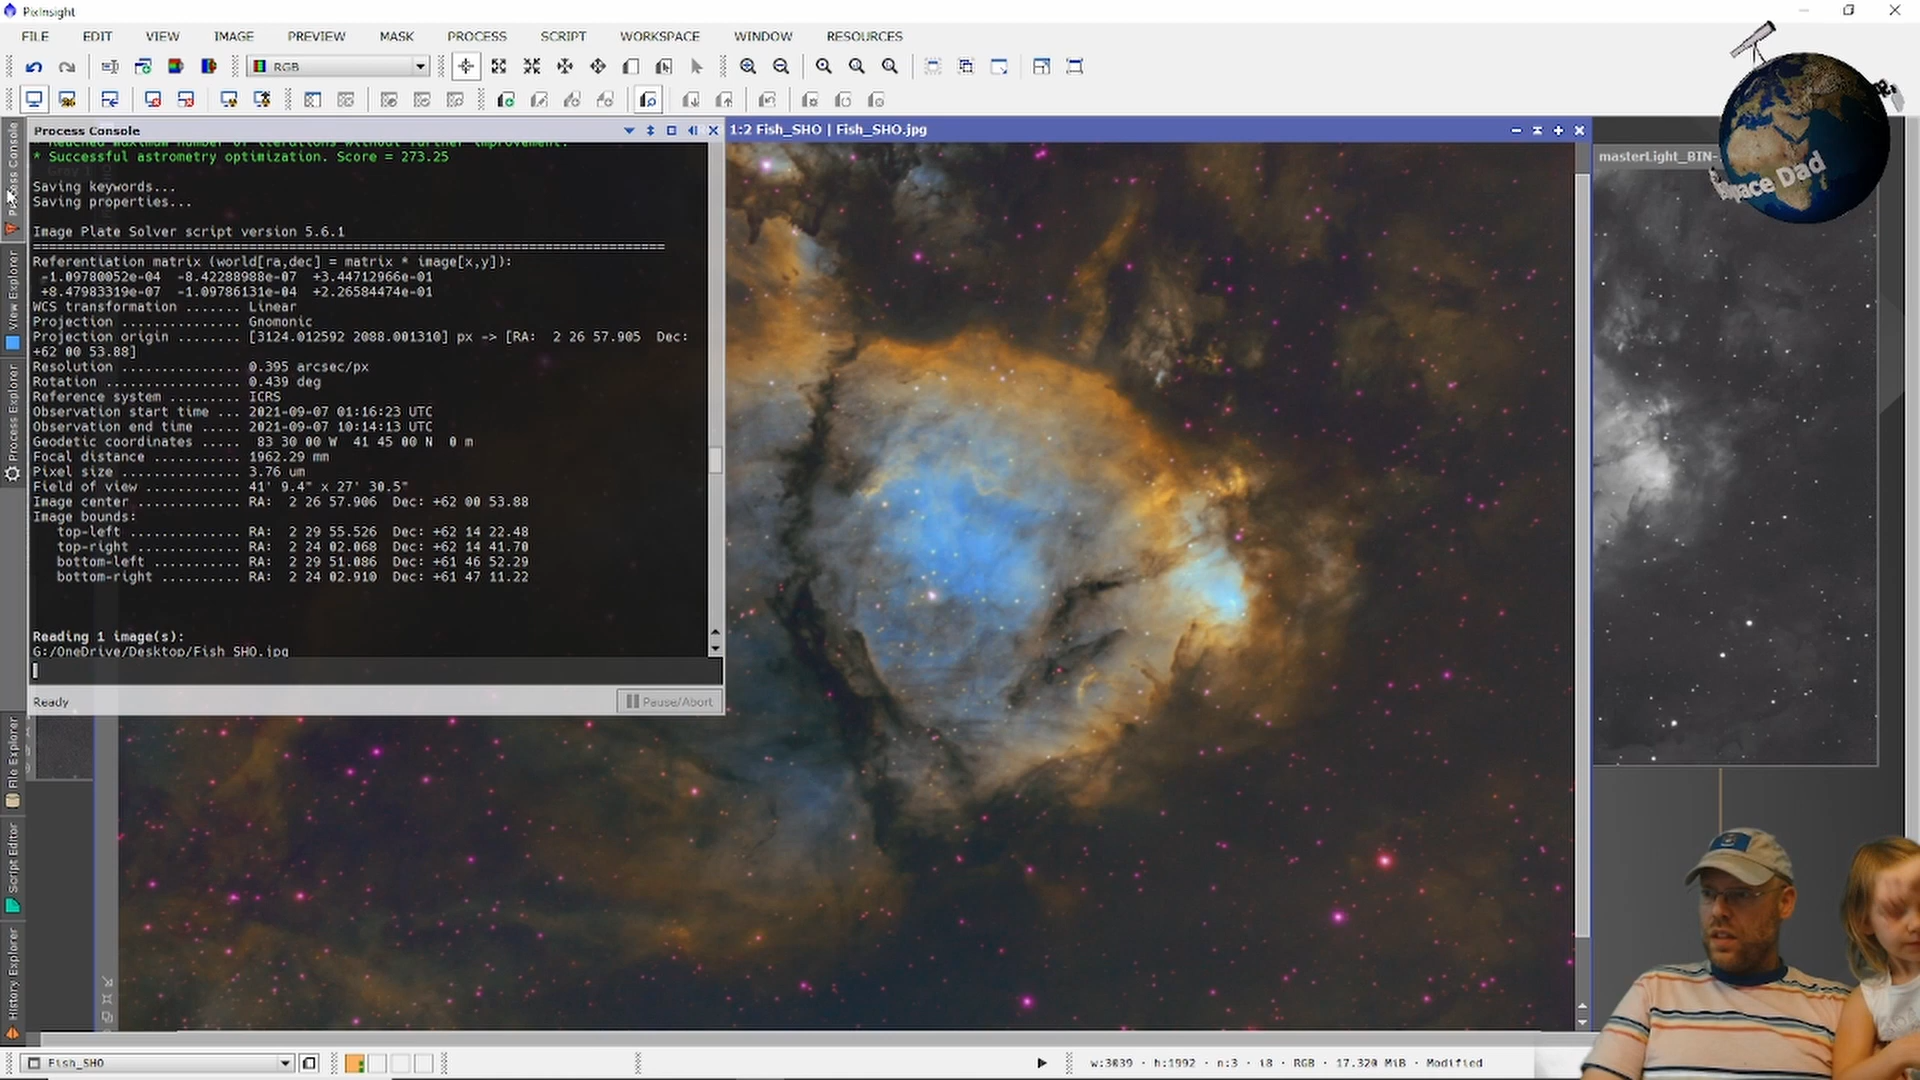 PixInsight
FILE EDIT VIEW IMAGE PREVIEW MASK PROCESS SCRIPT WORKSPACE WINDOW RESOURCES
RGB
Process Console
1:2 Fish_SHO | Fish_SHO.jpg
masterLight_BIN-
Space Dad
* Successful astrometry optimization. Score = 273.25
Saving keywords...
Saving properties...
Image Plate Solver script version 5.6.1
===============================================================================
Referentiation matrix (world[ra,dec] = matrix * image[x,y]):
-1.09780052e-04 -8.42288988e-07 +3.44712966e-01
+8.47983319e-07 -1.09786131e-04 +2.26584474e-01
WCS transformation ....... Linear
Projection ............... Gnomonic
Projection origin ........ [3124.012592 2088.001310] px -> [RA: 2 26 57.905 Dec:
+62 00 53.88]
Resolution ............... 0.395 arcsec/px
Rotation ................. 0.439 deg
Reference system ......... ICRS
Observation start time ... 2021-09-07 01:16:23 UTC
Observation end time ..... 2021-09-07 10:14:13 UTC
Geodetic coordinates ..... 83 30 00 W 41 45 00 N 0 m
Focal distance ........... 1962.29 mm
Pixel size ............... 3.76 um
Field of view ............ 41' 9.4" x 27' 30.5"
Image center ............. RA: 2 26 57.906 Dec: +62 00 53.88
Image bounds:
top-left ............... RA: 2 29 55.526 Dec: +62 14 22.48
top-right .............. RA: 2 24 02.068 Dec: +62 14 41.70
bottom-left ............ RA: 2 29 51.086 Dec: +61 46 52.29
bottom-right ........... RA: 2 24 02.910 Dec: +61 47 11.22
Reading 1 image(s):
G:/OneDrive/Desktop/Fish_SHO.jpg
Ready
Pause/Abort
Process Console
View Explorer
Process Explorer
File Explorer
Script Editor
History Explorer
Fish_SHO
w:3039 · h:1992 · n:3 · i8 · RGB · 17.320 MiB · Modified